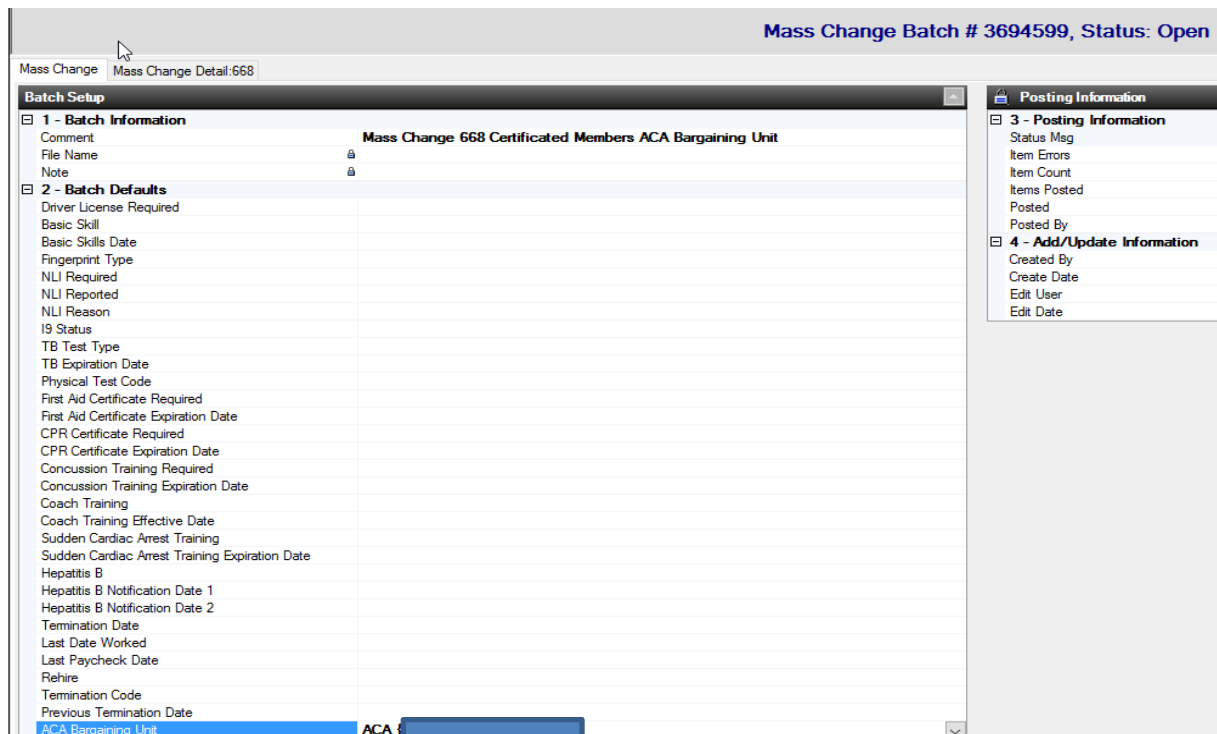 Mass Change Batch # 3694599, Status: Open
Mass Change Mass Change Detail:668
Batch Setup
1 - Batch Information
Comment Mass Change 668 Certificated Members ACA Bargaining Unit
File Name
Note
2 - Batch Defaults
Driver License Required
Basic Skill
Basic Skills Date
Fingerprint Type
NLI Required
NLI Reported
NLI Reason
I9 Status
TB Test Type
TB Expiration Date
Physical Test Code
First Aid Certificate Required
First Aid Certificate Expiration Date
CPR Certificate Required
CPR Certificate Expiration Date
Concussion Training Required
Concussion Training Expiration Date
Coach Training
Coach Training Effective Date
Sudden Cardiac Arrest Training
Sudden Cardiac Arrest Training Expiration Date
Hepatitis B
Hepatitis B Notification Date 1
Hepatitis B Notification Date 2
Termination Date
Last Date Worked
Last Paycheck Date
Rehire
Termination Code
Previous Termination Date
ACA Bargaining Unit ACA
Posting Information
3 - Posting Information
Status Msg
Item Errors
Item Count
Items Posted
Posted
Posted By
4 - Add/Update Information
Created By
Create Date
Edit User
Edit Date